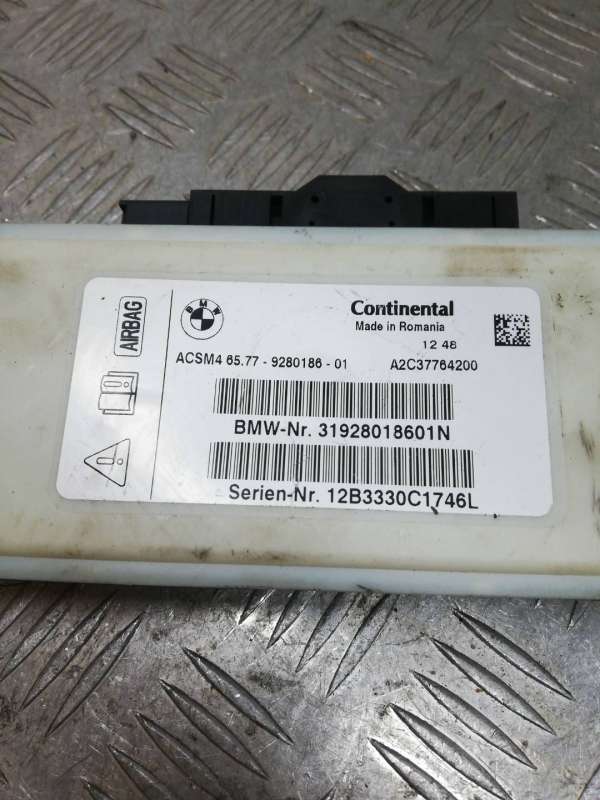 AIRBAG
BMW
Continental
Made in Romania
12 48
ACSM4 65.77 - 9280186 - 01
A2C37764200
BMW-Nr. 31928018601N
Serien-Nr. 12B3330C1746L